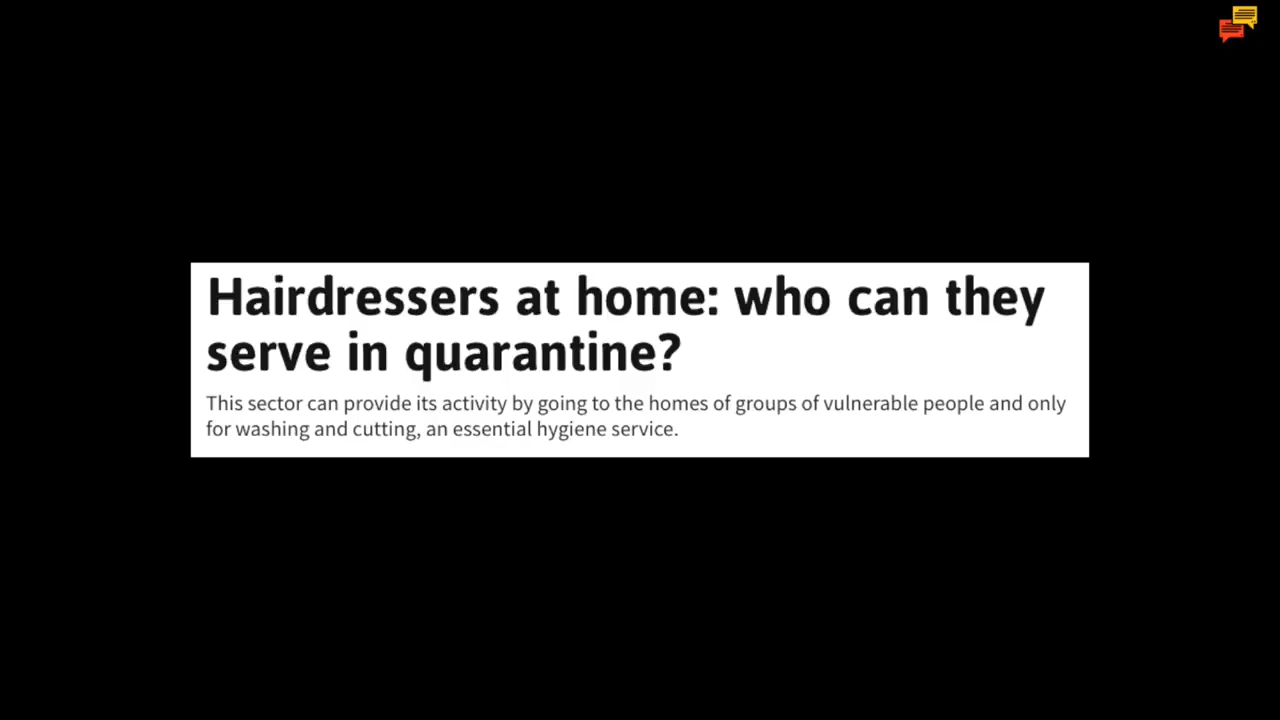 Hairdressers at home: who can they
serve in quarantine?
This sector can provide its activity by going to the homes of groups of vulnerable people and only
for washing and cutting, an essential hygiene service.